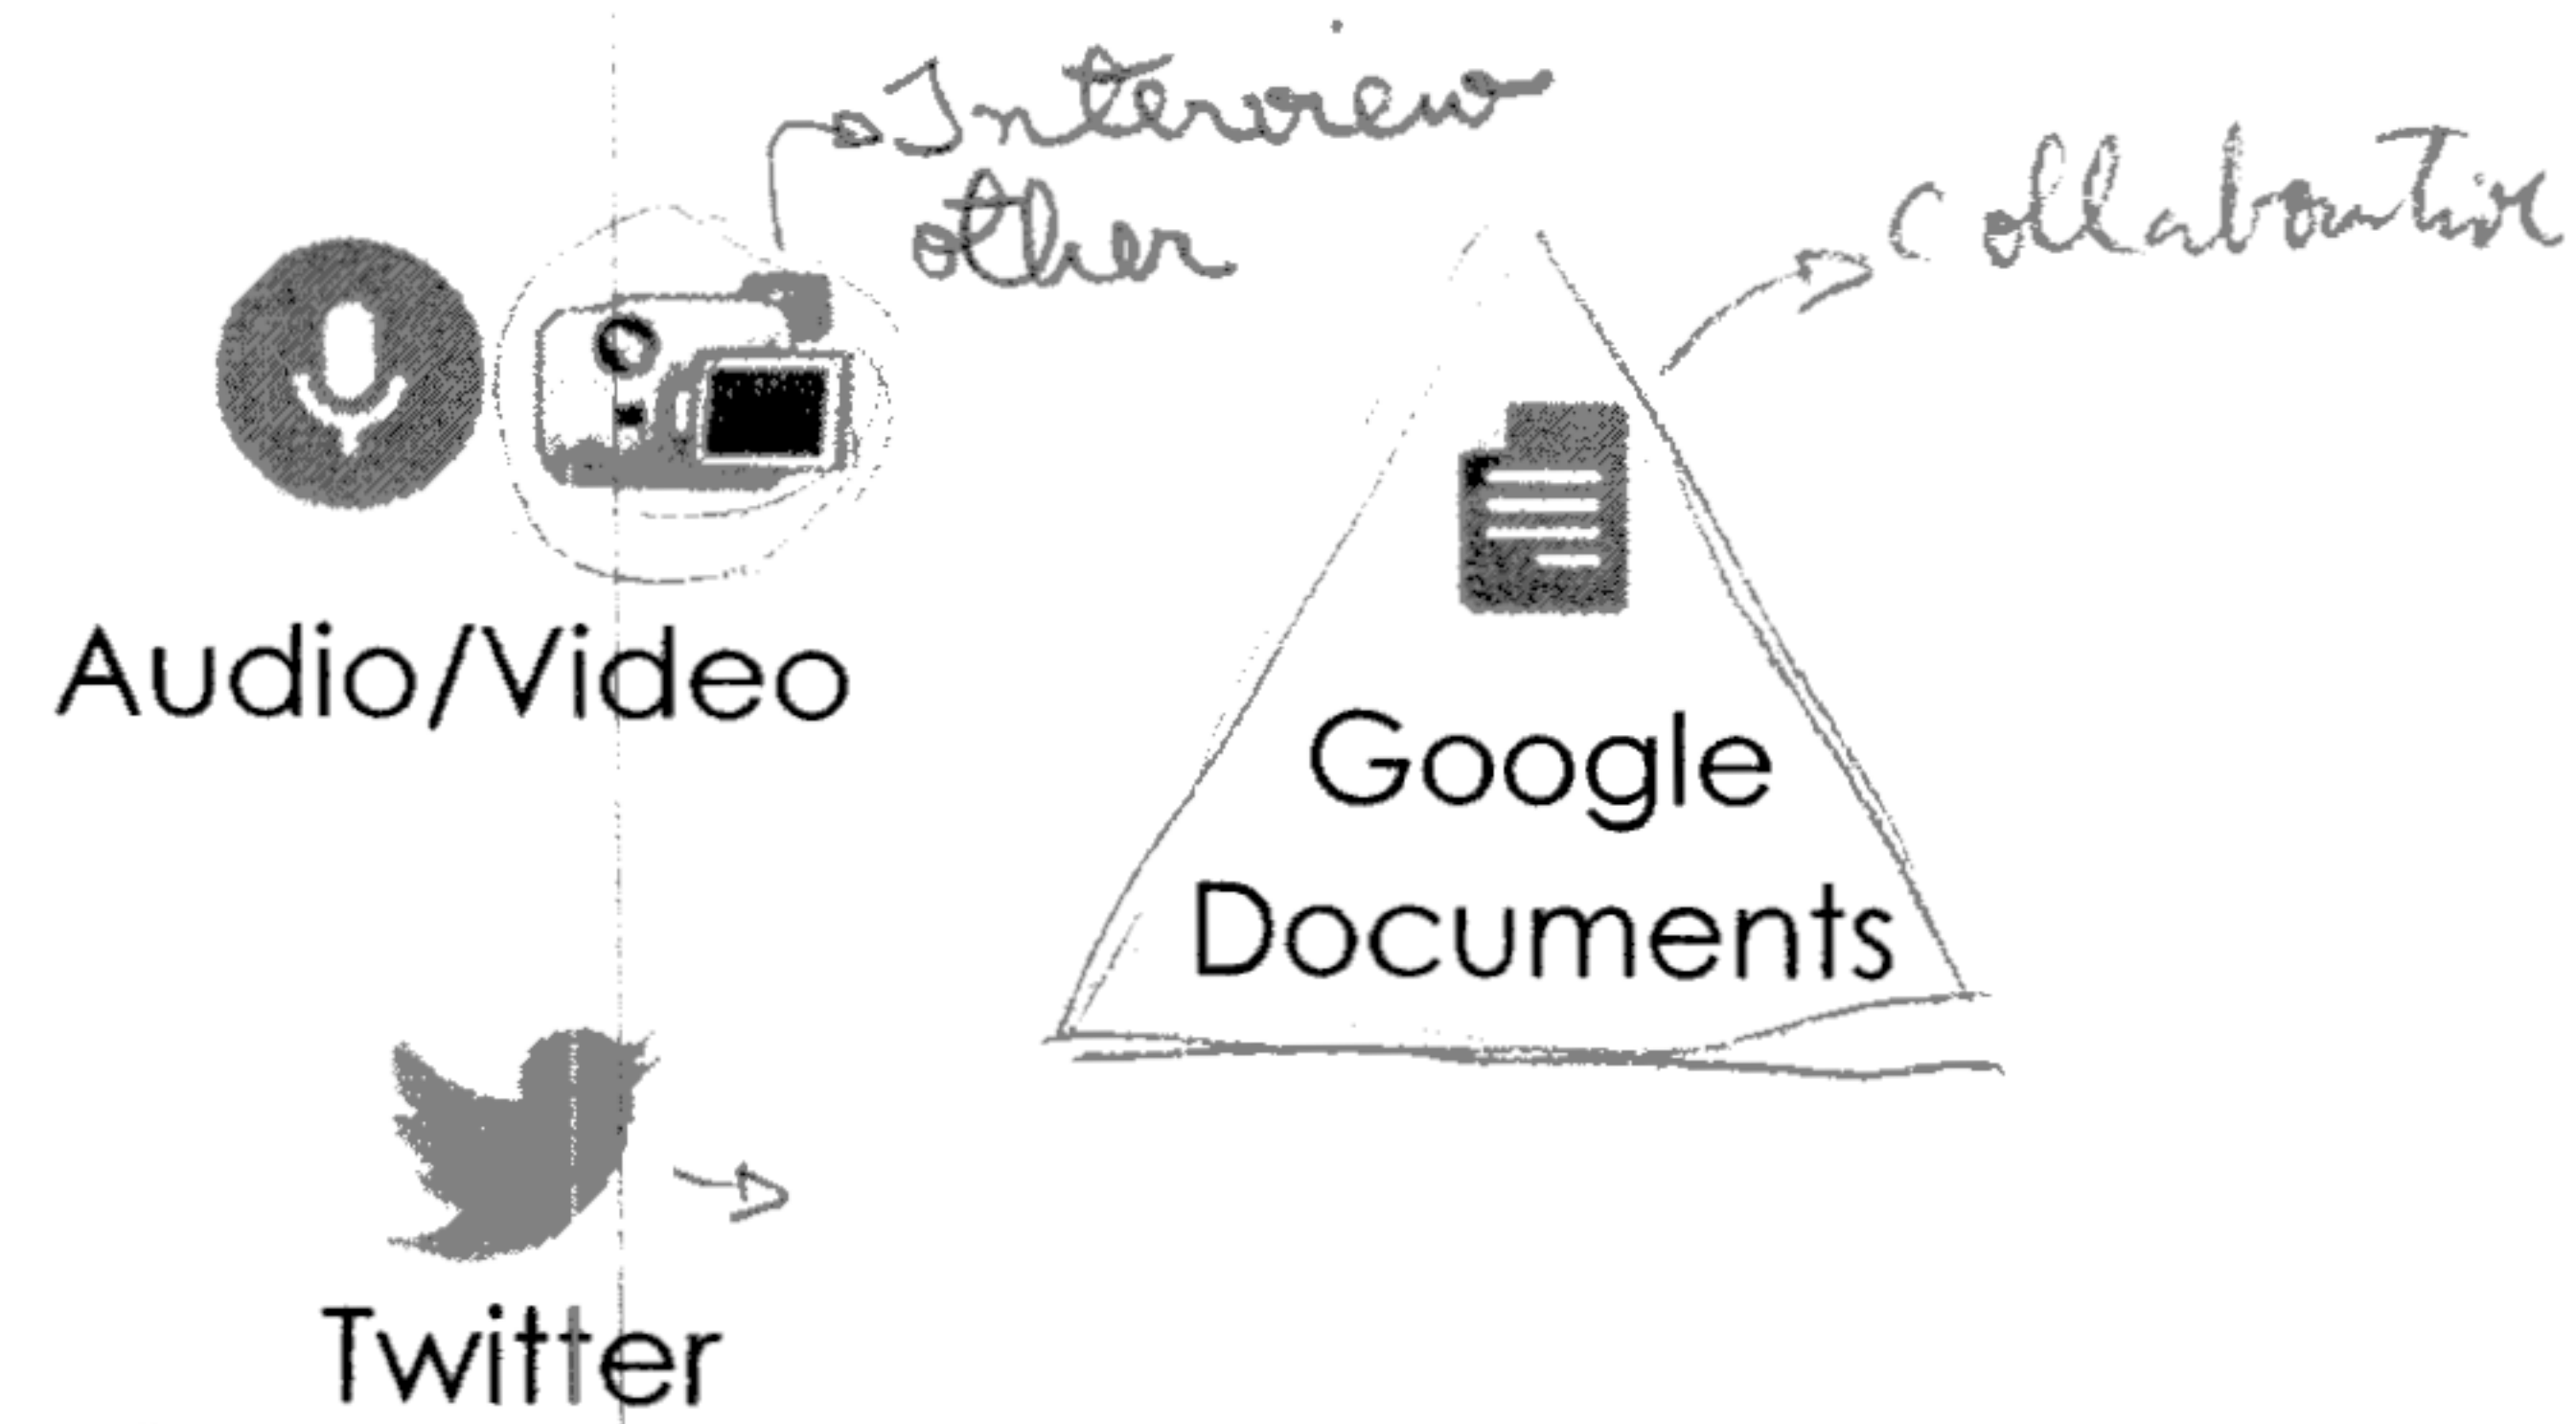 Interview
other
Collaborative
Audio/Video
Google
Documents
Twitter